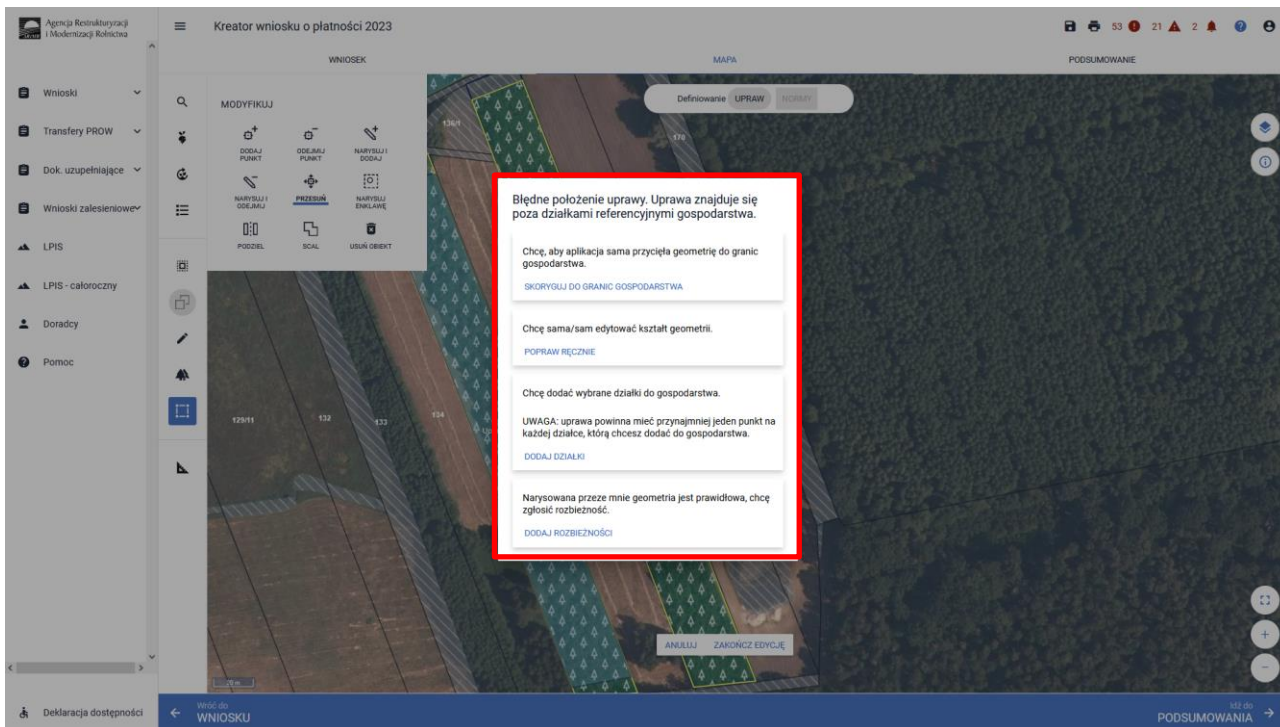 Agencja Restrukturyzacji
i Modernizacji Rolnictwa
Kreator wniosku o płatności 2023
53
21
2
WNIOSEK
MAPA
PODSUMOWANIE
Wnioski
Transfery PROW
Dok. uzupełniające
Wnioski zalesieniowe
LPIS
LPIS - całoroczny
Doradcy
Pomoc
Deklaracja dostępności
MODYFIKUJ
DODAJ PUNKT
ODEJMIJ PUNKT
NARYSUJ I DODAJ
NARYSUJ I ODEJMIJ
PRZESUŃ
NARYSUJ ENKLAWĘ
PODZIEL
SCAL
USUŃ OBIEKT
Definiowanie UPRAW NORMY
136/1
170
129/11
132
133
134
Błędne położenie uprawy. Uprawa znajduje się
poza działkami referencyjnymi gospodarstwa.
Chcę, aby aplikacja sama przycięła geometrię do granic
gospodarstwa.
SKORYGUJ DO GRANIC GOSPODARSTWA
Chcę sama/sam edytować kształt geometrii.
POPRAW RĘCZNIE
Chcę dodać wybrane działki do gospodarstwa.
UWAGA: uprawa powinna mieć przynajmniej jeden punkt na
każdej działce, którą chcesz dodać do gospodarstwa.
DODAJ DZIAŁKI
Narysowana przeze mnie geometria jest prawidłowa, chcę
zgłosić rozbieżność.
DODAJ ROZBIEŻNOŚCI
ANULUJ ZAKOŃCZ EDYCJĘ
Wróć do
WNIOSKU
Idź do
PODSUMOWANIA